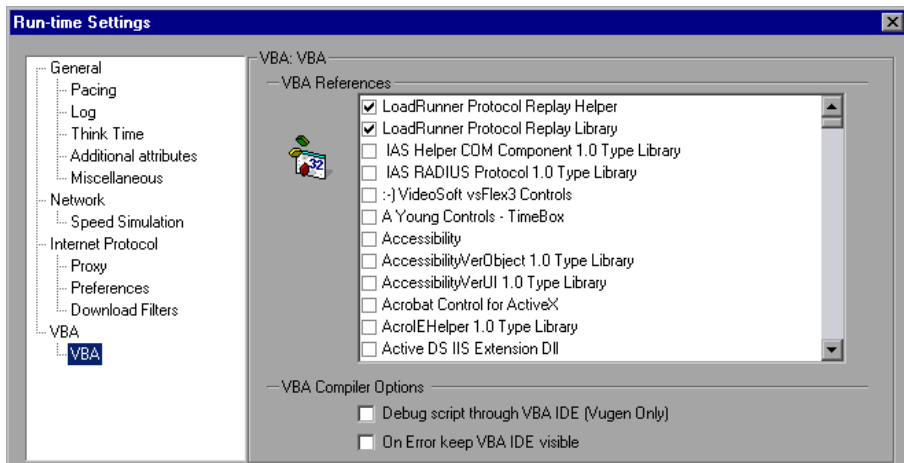 Run-time Settings
General
Pacing
Log
Think Time
Additional attributes
Miscellaneous
Network
Speed Simulation
Internet Protocol
Proxy
Preferences
Download Filters
VBA
VBA
VBA: VBA
VBA References
32
LoadRunner Protocol Replay Helper
LoadRunner Protocol Replay Library
IAS Helper COM Component 1.0 Type Library
IAS RADIUS Protocol 1.0 Type Library
:-) VideoSoft vsFlex3 Controls
A Young Controls - TimeBox
Accessibility
AccessibilityVerObject 1.0 Type Library
AccessibilityVerUI 1.0 Type Library
Acrobat Control for ActiveX
AcroIEHelper 1.0 Type Library
Active DS IIS Extension Dll
VBA Compiler Options
Debug script through VBA IDE (Vugen Only)
On Error keep VBA IDE visible